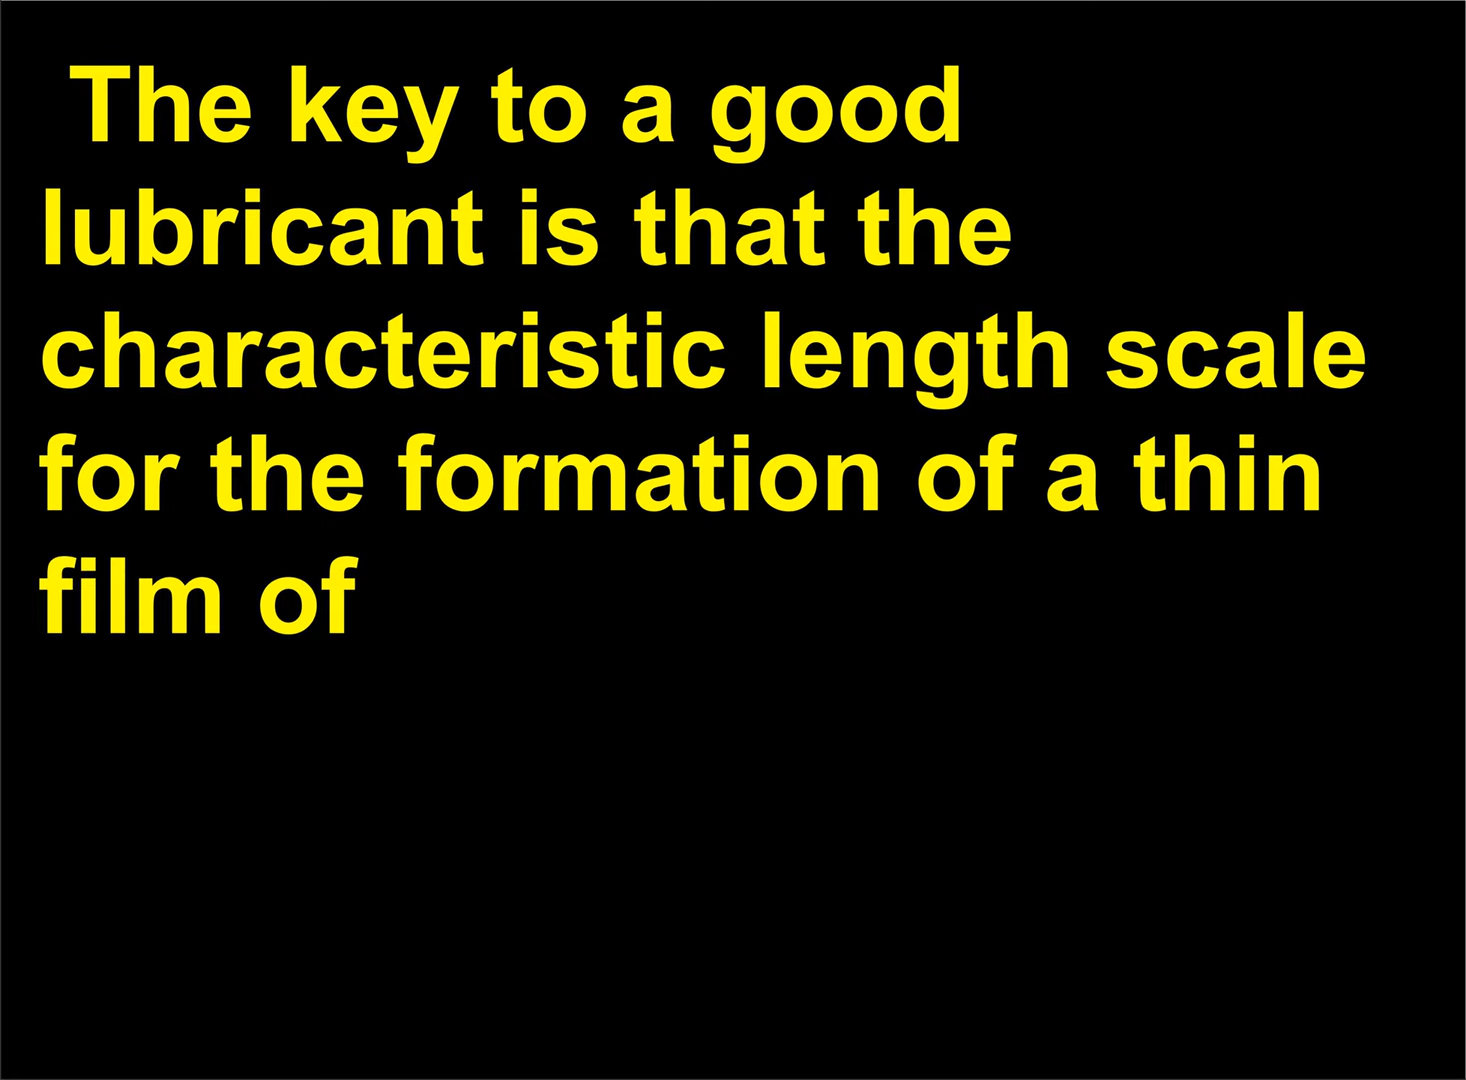 The key to a good
lubricant is that the
characteristic length scale
for the formation of a thin
film of